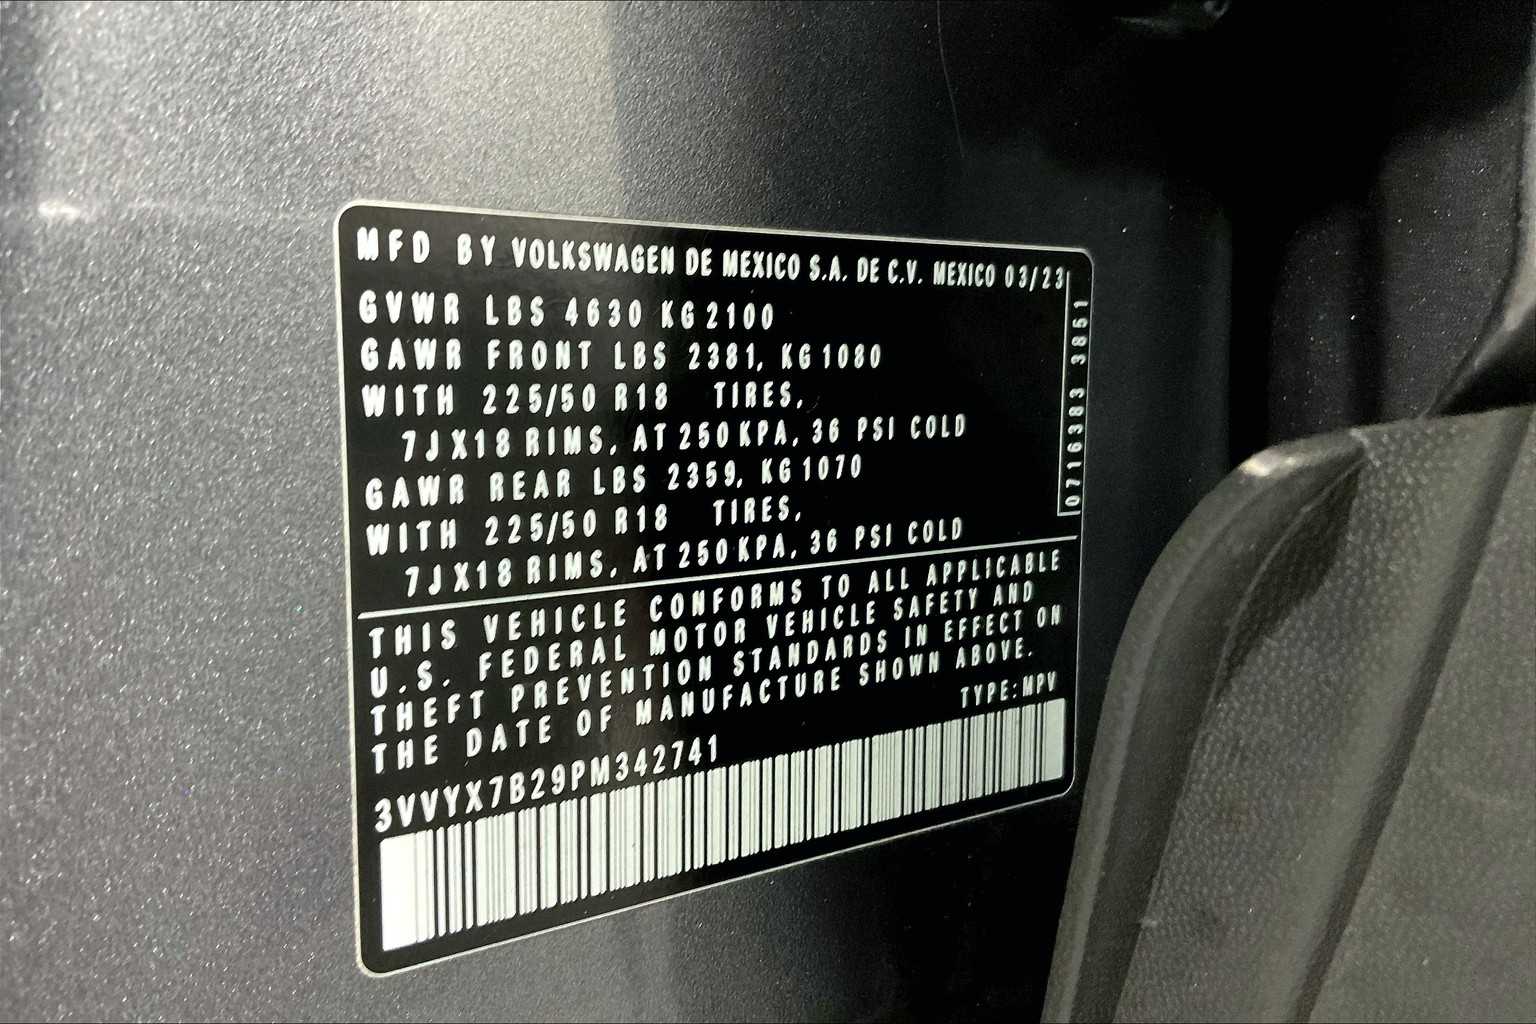 MFD BY VOLKSWAGEN DE MEXICO S.A. DE C.V. MEXICO 03/23
GVWR LBS 4630 KG 2100
GAWR FRONT LBS 2381, KG 1080
WITH 225/50 R18 TIRES,
7JX18 RIMS, AT 250 KPA, 36 PSI COLD
GAWR REAR LBS 2359, KG 1070
WITH 225/50 R18 TIRES,
7JX18 RIMS, AT 250 KPA, 36 PSI COLD
0716383 3861
THIS VEHICLE CONFORMS TO ALL APPLICABLE
U.S. FEDERAL MOTOR VEHICLE SAFETY AND
THEFT PREVENTION STANDARDS IN EFFECT ON
THE DATE OF MANUFACTURE SHOWN ABOVE.
TYPE:MPV
3VVYX7B29PM342741